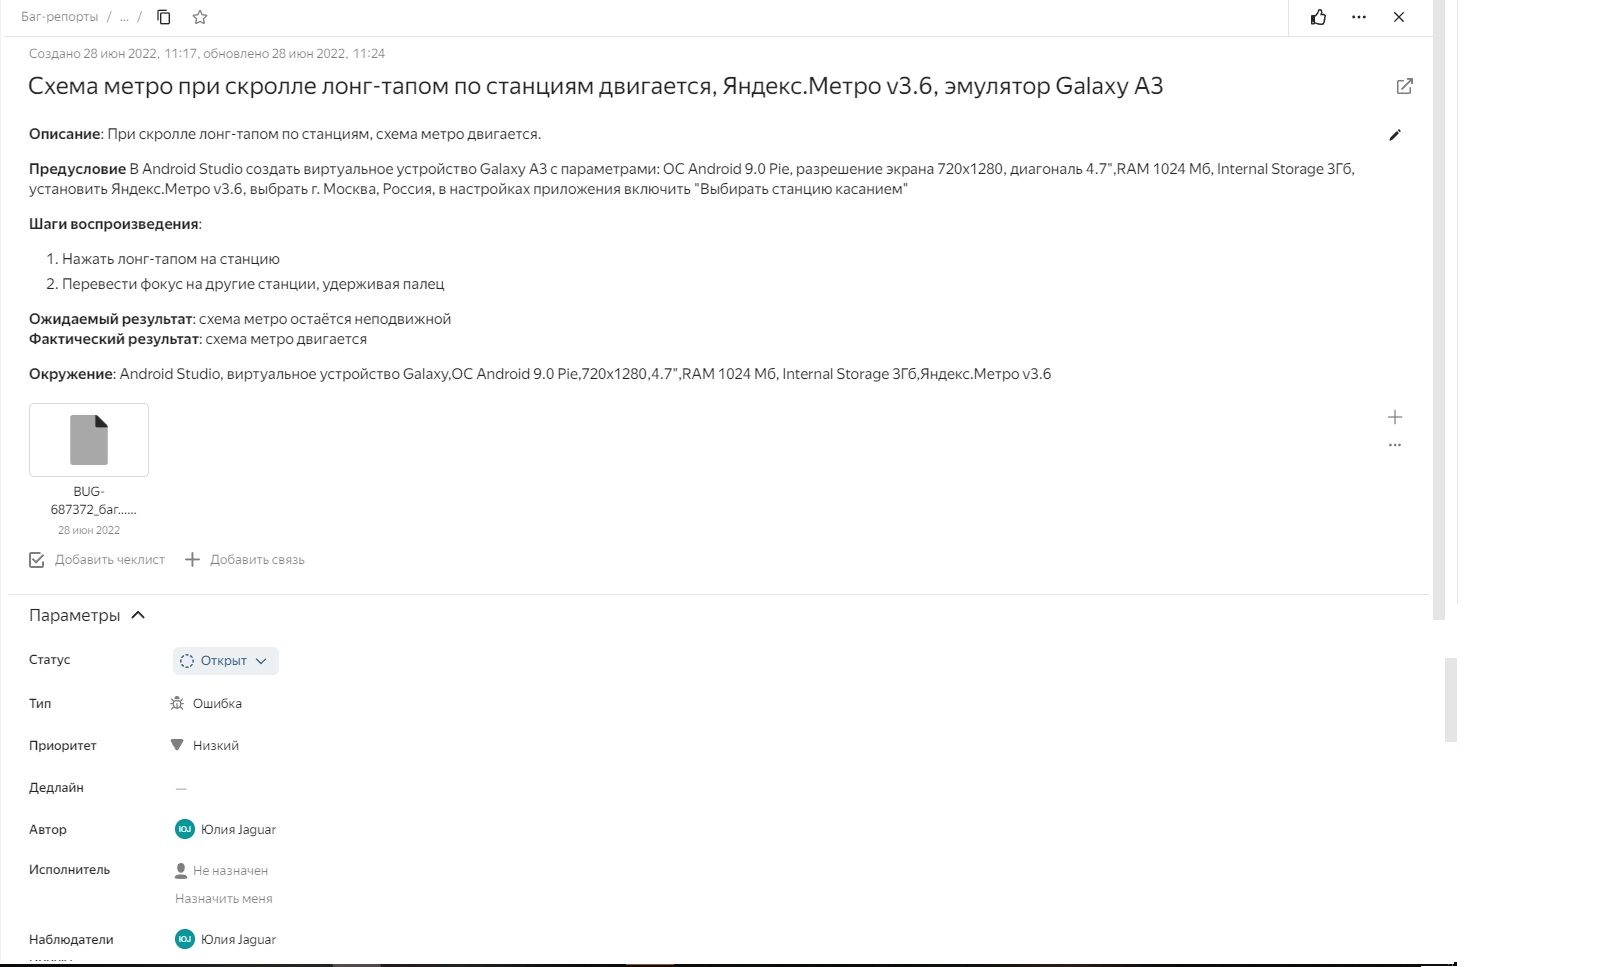 Баг-репорты / ... /
Создано 28 июн 2022, 11:17, обновлено 28 июн 2022, 11:24
Схема метро при скролле лонг-тапом по станциям двигается, Яндекс.Метро v3.6, эмулятор Galaxy A3
Описание: При скролле лонг-тапом по станциям, схема метро двигается.
Предусловие В Android Studio создать виртуальное устройство Galaxy A3 с параметрами: ОС Android 9.0 Pie, разрешение экрана 720x1280, диагональ 4.7",RAM 1024 Мб, Internal Storage 3Гб,
установить Яндекс.Метро v3.6, выбрать г. Москва, Россия, в настройках приложения включить "Выбирать станцию касанием"
Шаги воспроизведения:
1. Нажать лонг-тапом на станцию
2. Перевести фокус на другие станции, удерживая палец
Ожидаемый результат: схема метро остаётся неподвижной
Фактический результат: схема метро двигается
Окружение: Android Studio, виртуальное устройство Galaxy,ОС Android 9.0 Pie,720x1280,4.7",RAM 1024 Мб, Internal Storage 3Гб,Яндекс.Метро v3.6
BUG-
687372_баг......
28 июн 2022
Добавить чеклист Добавить связь
Параметры
Статус Открыт
Тип Ошибка
Приоритет Низкий
Дедлайн —
Автор ЮJ Юлия Jaguar
Исполнитель Не назначен
Назначить меня
Наблюдатели ЮJ Юлия Jaguar